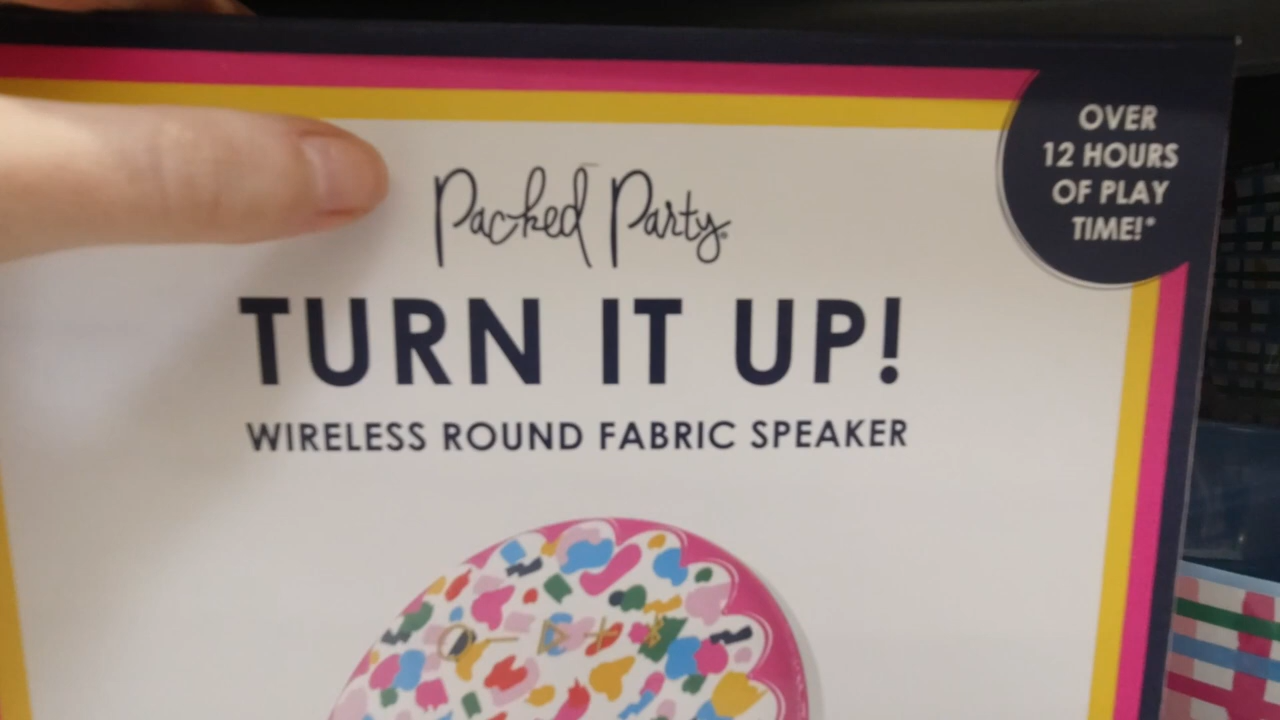 Packed Party®
TURN IT UP!
WIRELESS ROUND FABRIC SPEAKER
OVER
12 HOURS
OF PLAY
TIME!*